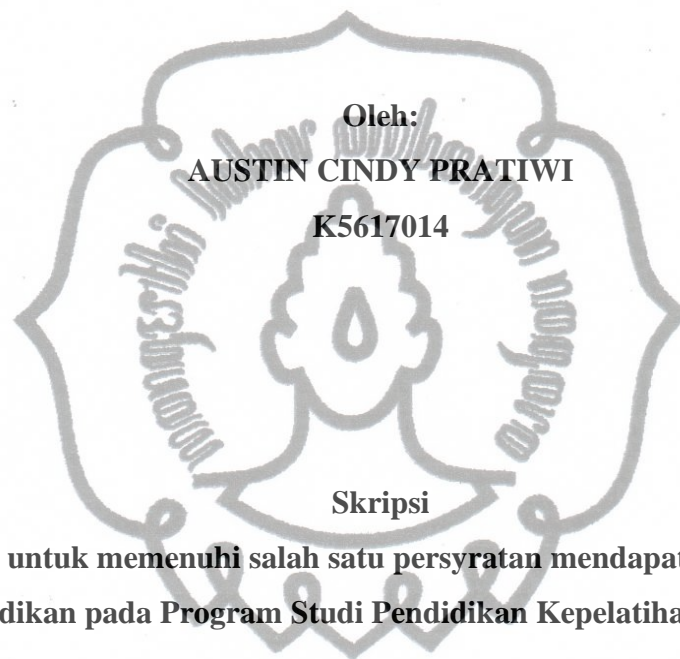 Oleh:
AUSTIN CINDY PRATIWI
K5617014
Skripsi
untuk memenuhi salah satu persyratan mendapat
dikan pada Program Studi Pendidikan Kepelatiha